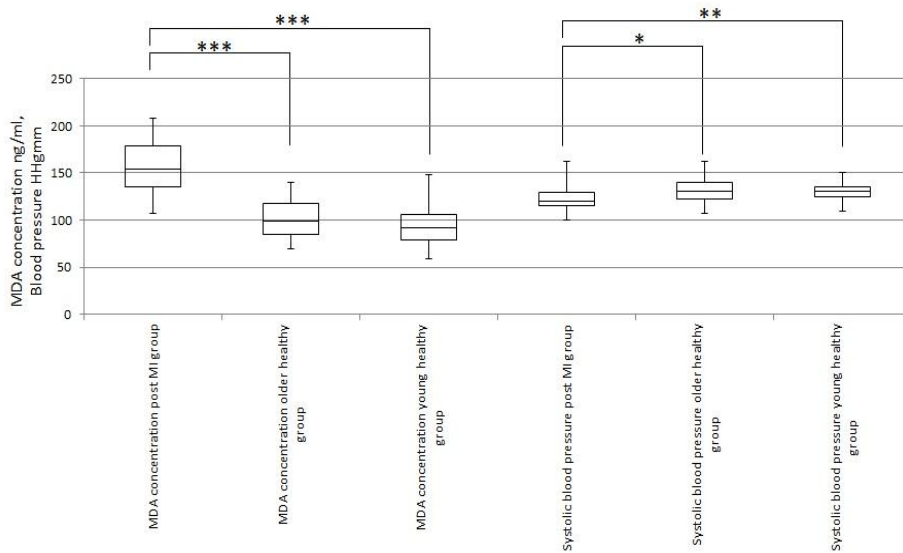 ***
**
***
*
MDA concentration ng/ml,
Blood pressure HHgmm
250
200
150
100
50
0
MDA concentration post MI group
MDA concentration older healthy
group
MDA concentration young healthy
group
Systolic blood pressure post MI group
Systolic blood pressure older healthy
group
Systolic blood pressure young healthy
group